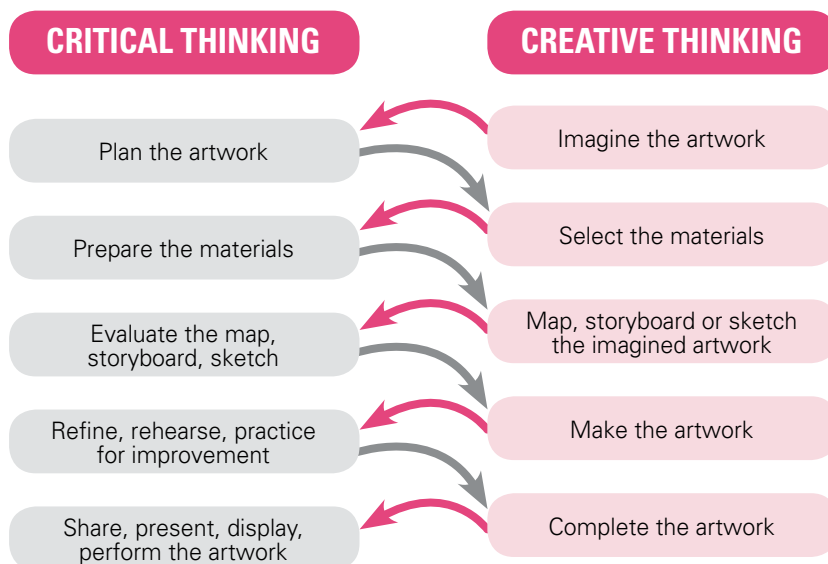 CRITICAL THINKING
CREATIVE THINKING
Plan the artwork
Imagine the artwork
Prepare the materials
Select the materials
Evaluate the map,
storyboard, sketch
Map, storyboard or sketch
the imagined artwork
Refine, rehearse, practice
for improvement
Make the artwork
Share, present, display,
perform the artwork
Complete the artwork